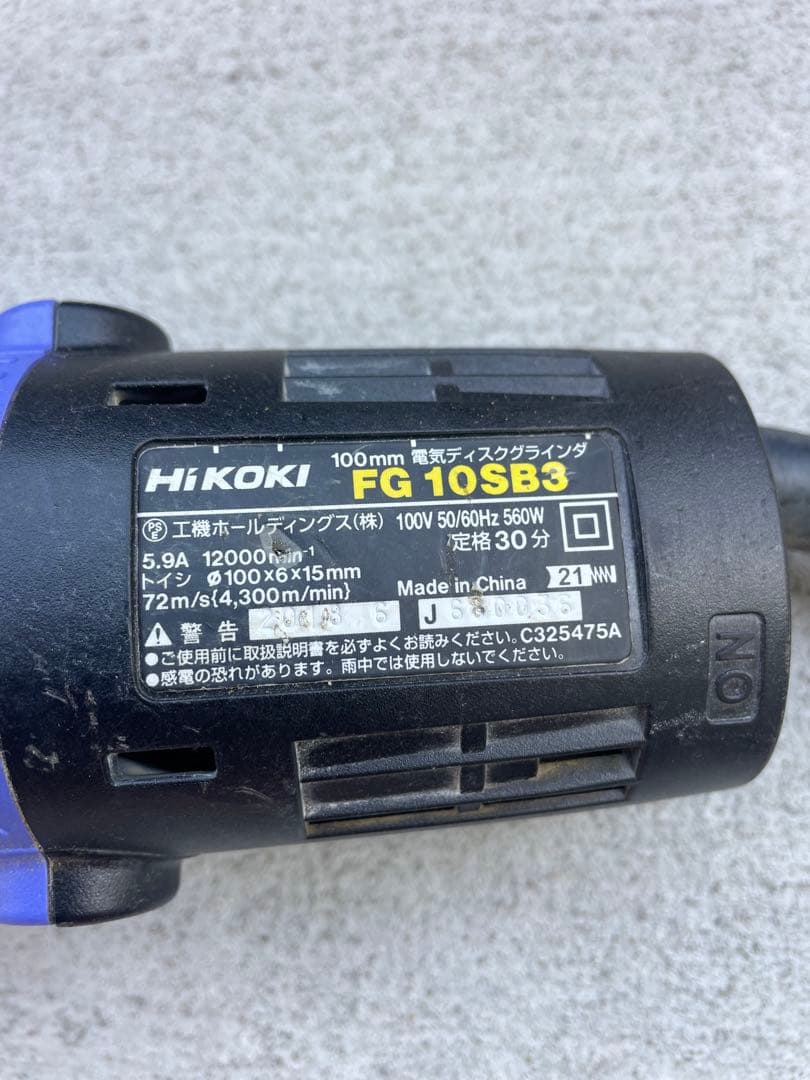 HiKOKI 100mm 電気ディスクグラインダ
FG 10SB3
PSE 工機ホールディングス(株) 100V 50/60Hz 560W
5.9A 12000min⁻¹ 定格30分
トイシ ø100×6×15mm
72m/s{4,300m/min} Made in China 21
警告 2018 6 J 680036 C325475A
●ご使用前に取扱説明書を必ずよくお読みください。
●感電の恐れがあります。雨中では使用しないでください。
ON